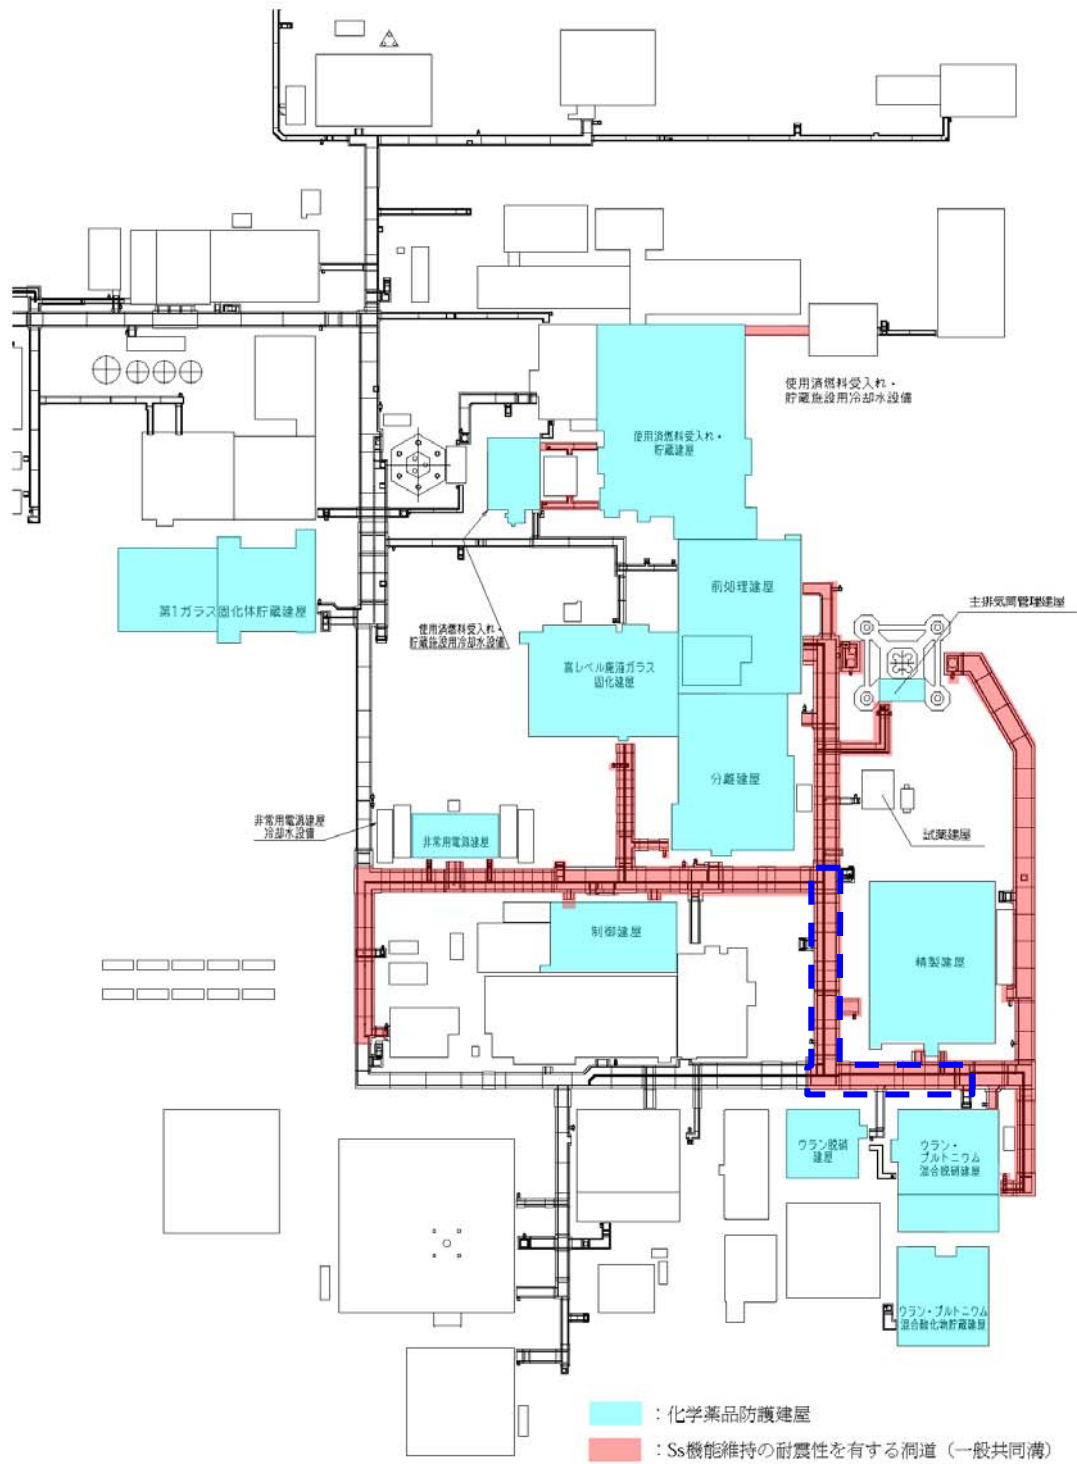 使用済燃料受入れ・
貯蔵施設用冷却水設備
使用済燃料受入れ・
貯蔵建屋
前処理建屋
主排気筒管理建屋
第1ガラス固化体貯蔵建屋
使用済燃料受入れ・
貯蔵施設用冷却水設備
高レベル廃液ガラス
固化建屋
分離建屋
非常用電源建屋
冷却水設備
非常用電源建屋
試薬建屋
制御建屋
精製建屋
ウラン脱硝
建屋
ウラン・
プルトニウム
混合脱硝建屋
ウラン・プルトニウム
混合酸化物貯蔵建屋
：化学薬品防護建屋
：Ss機能維持の耐震性を有する洞道（一般共同溝）